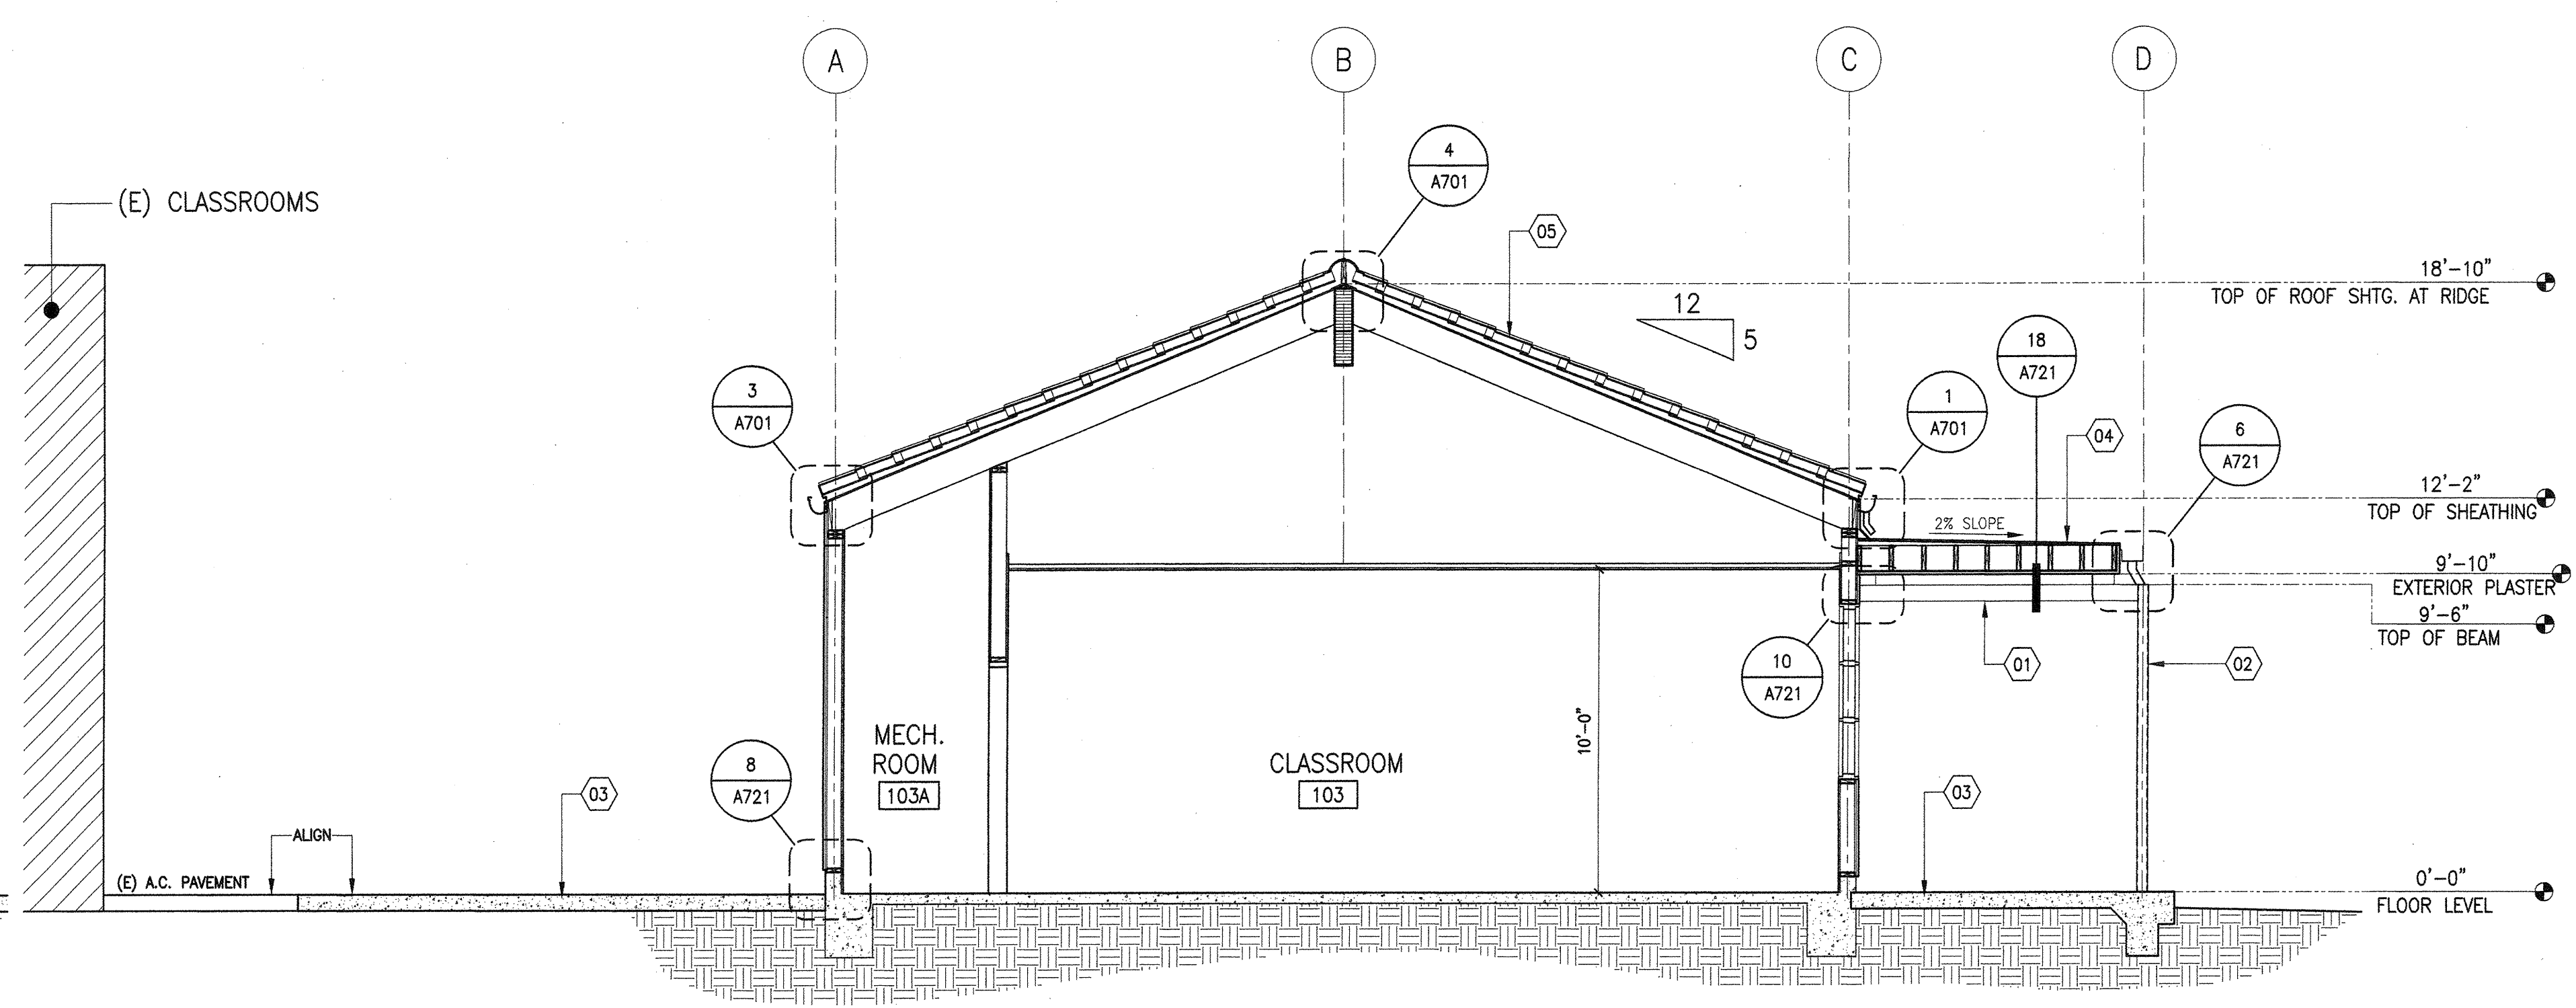 A
B
C
D
4
A701
(E) CLASSROOMS
05
18'-10"
TOP OF ROOF SHTG. AT RIDGE
12
5
18
A721
3
A701
1
A701
04
6
A721
12'-2"
TOP OF SHEATHING
2% SLOPE
9'-10"
EXTERIOR PLASTER
9'-6"
TOP OF BEAM
01
02
10
A721
10'-0"
MECH.
ROOM
103A
CLASSROOM
103
8
A721
03
03
ALIGN
(E) A.C. PAVEMENT
0'-0"
FLOOR LEVEL